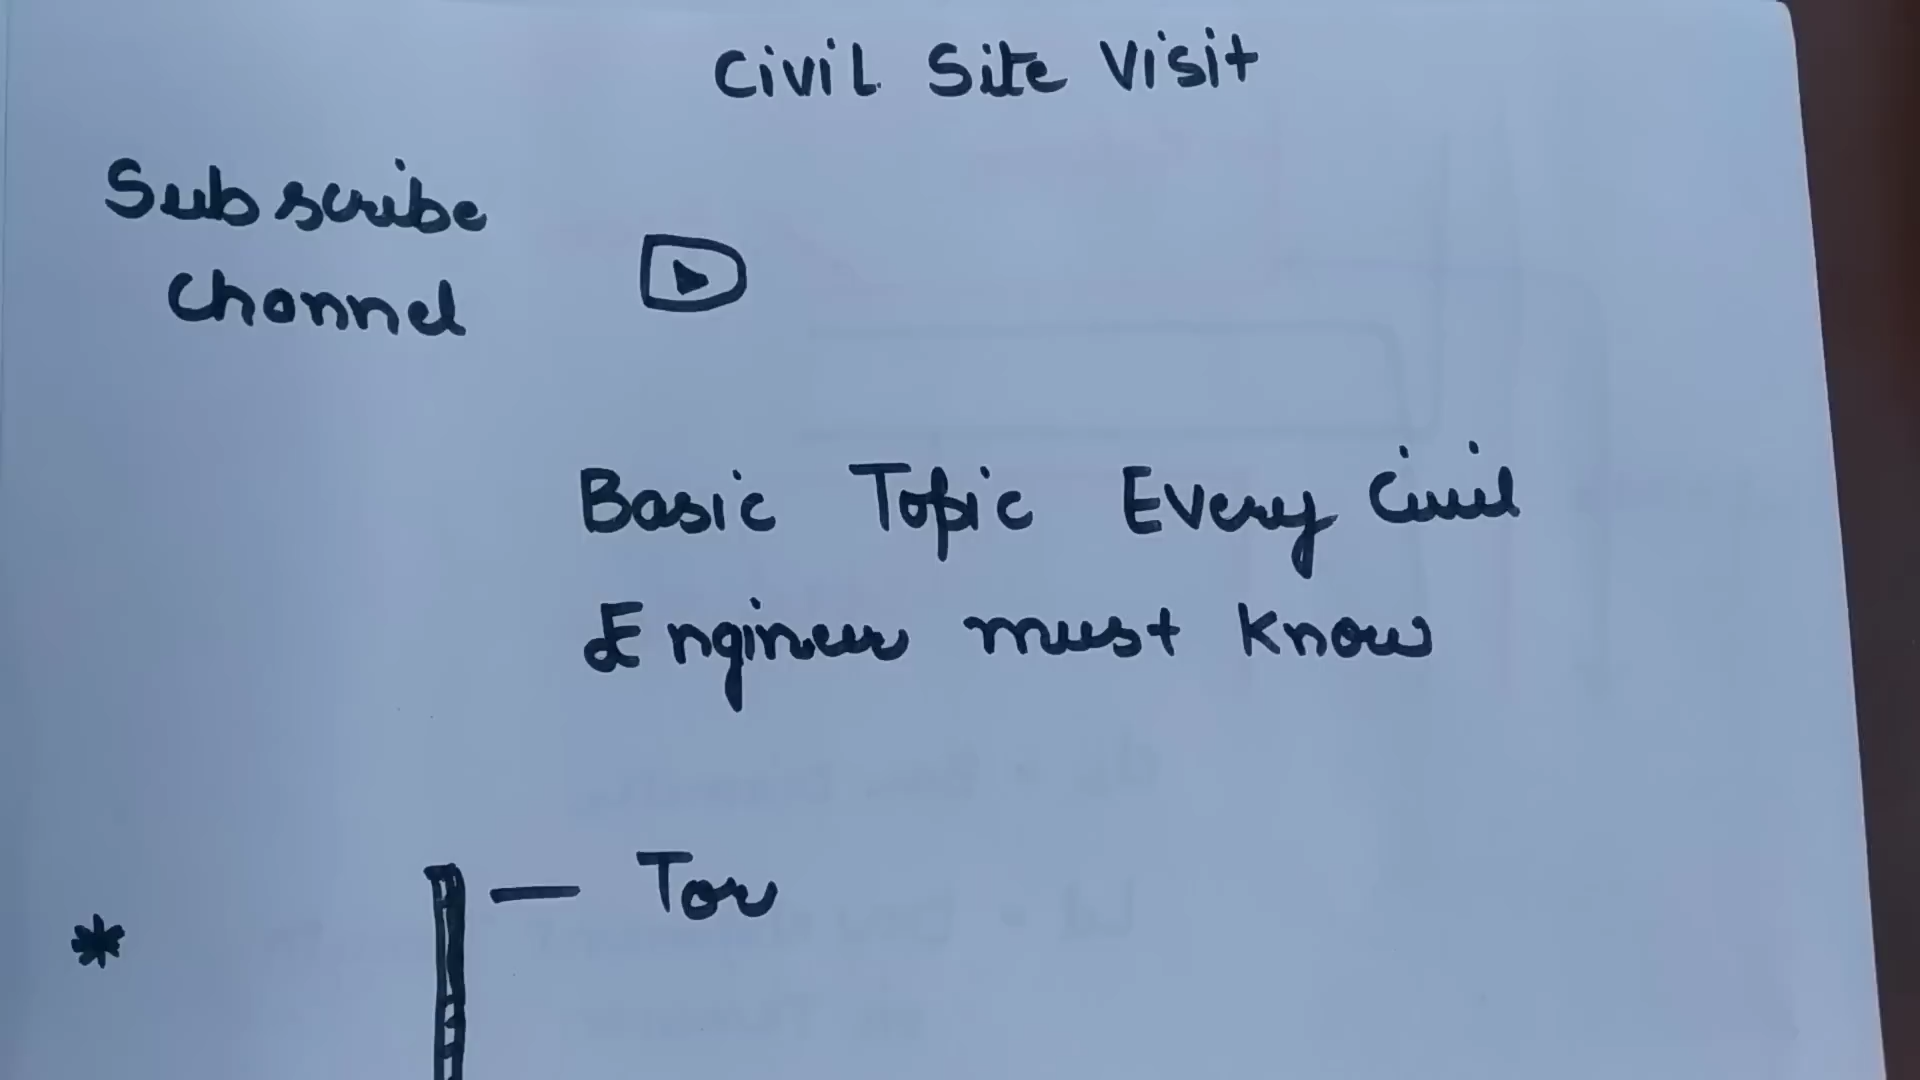 Civil Site Visit
Subscribe
Channel
Basic Topic Every Civil
Engineer must know
Tor